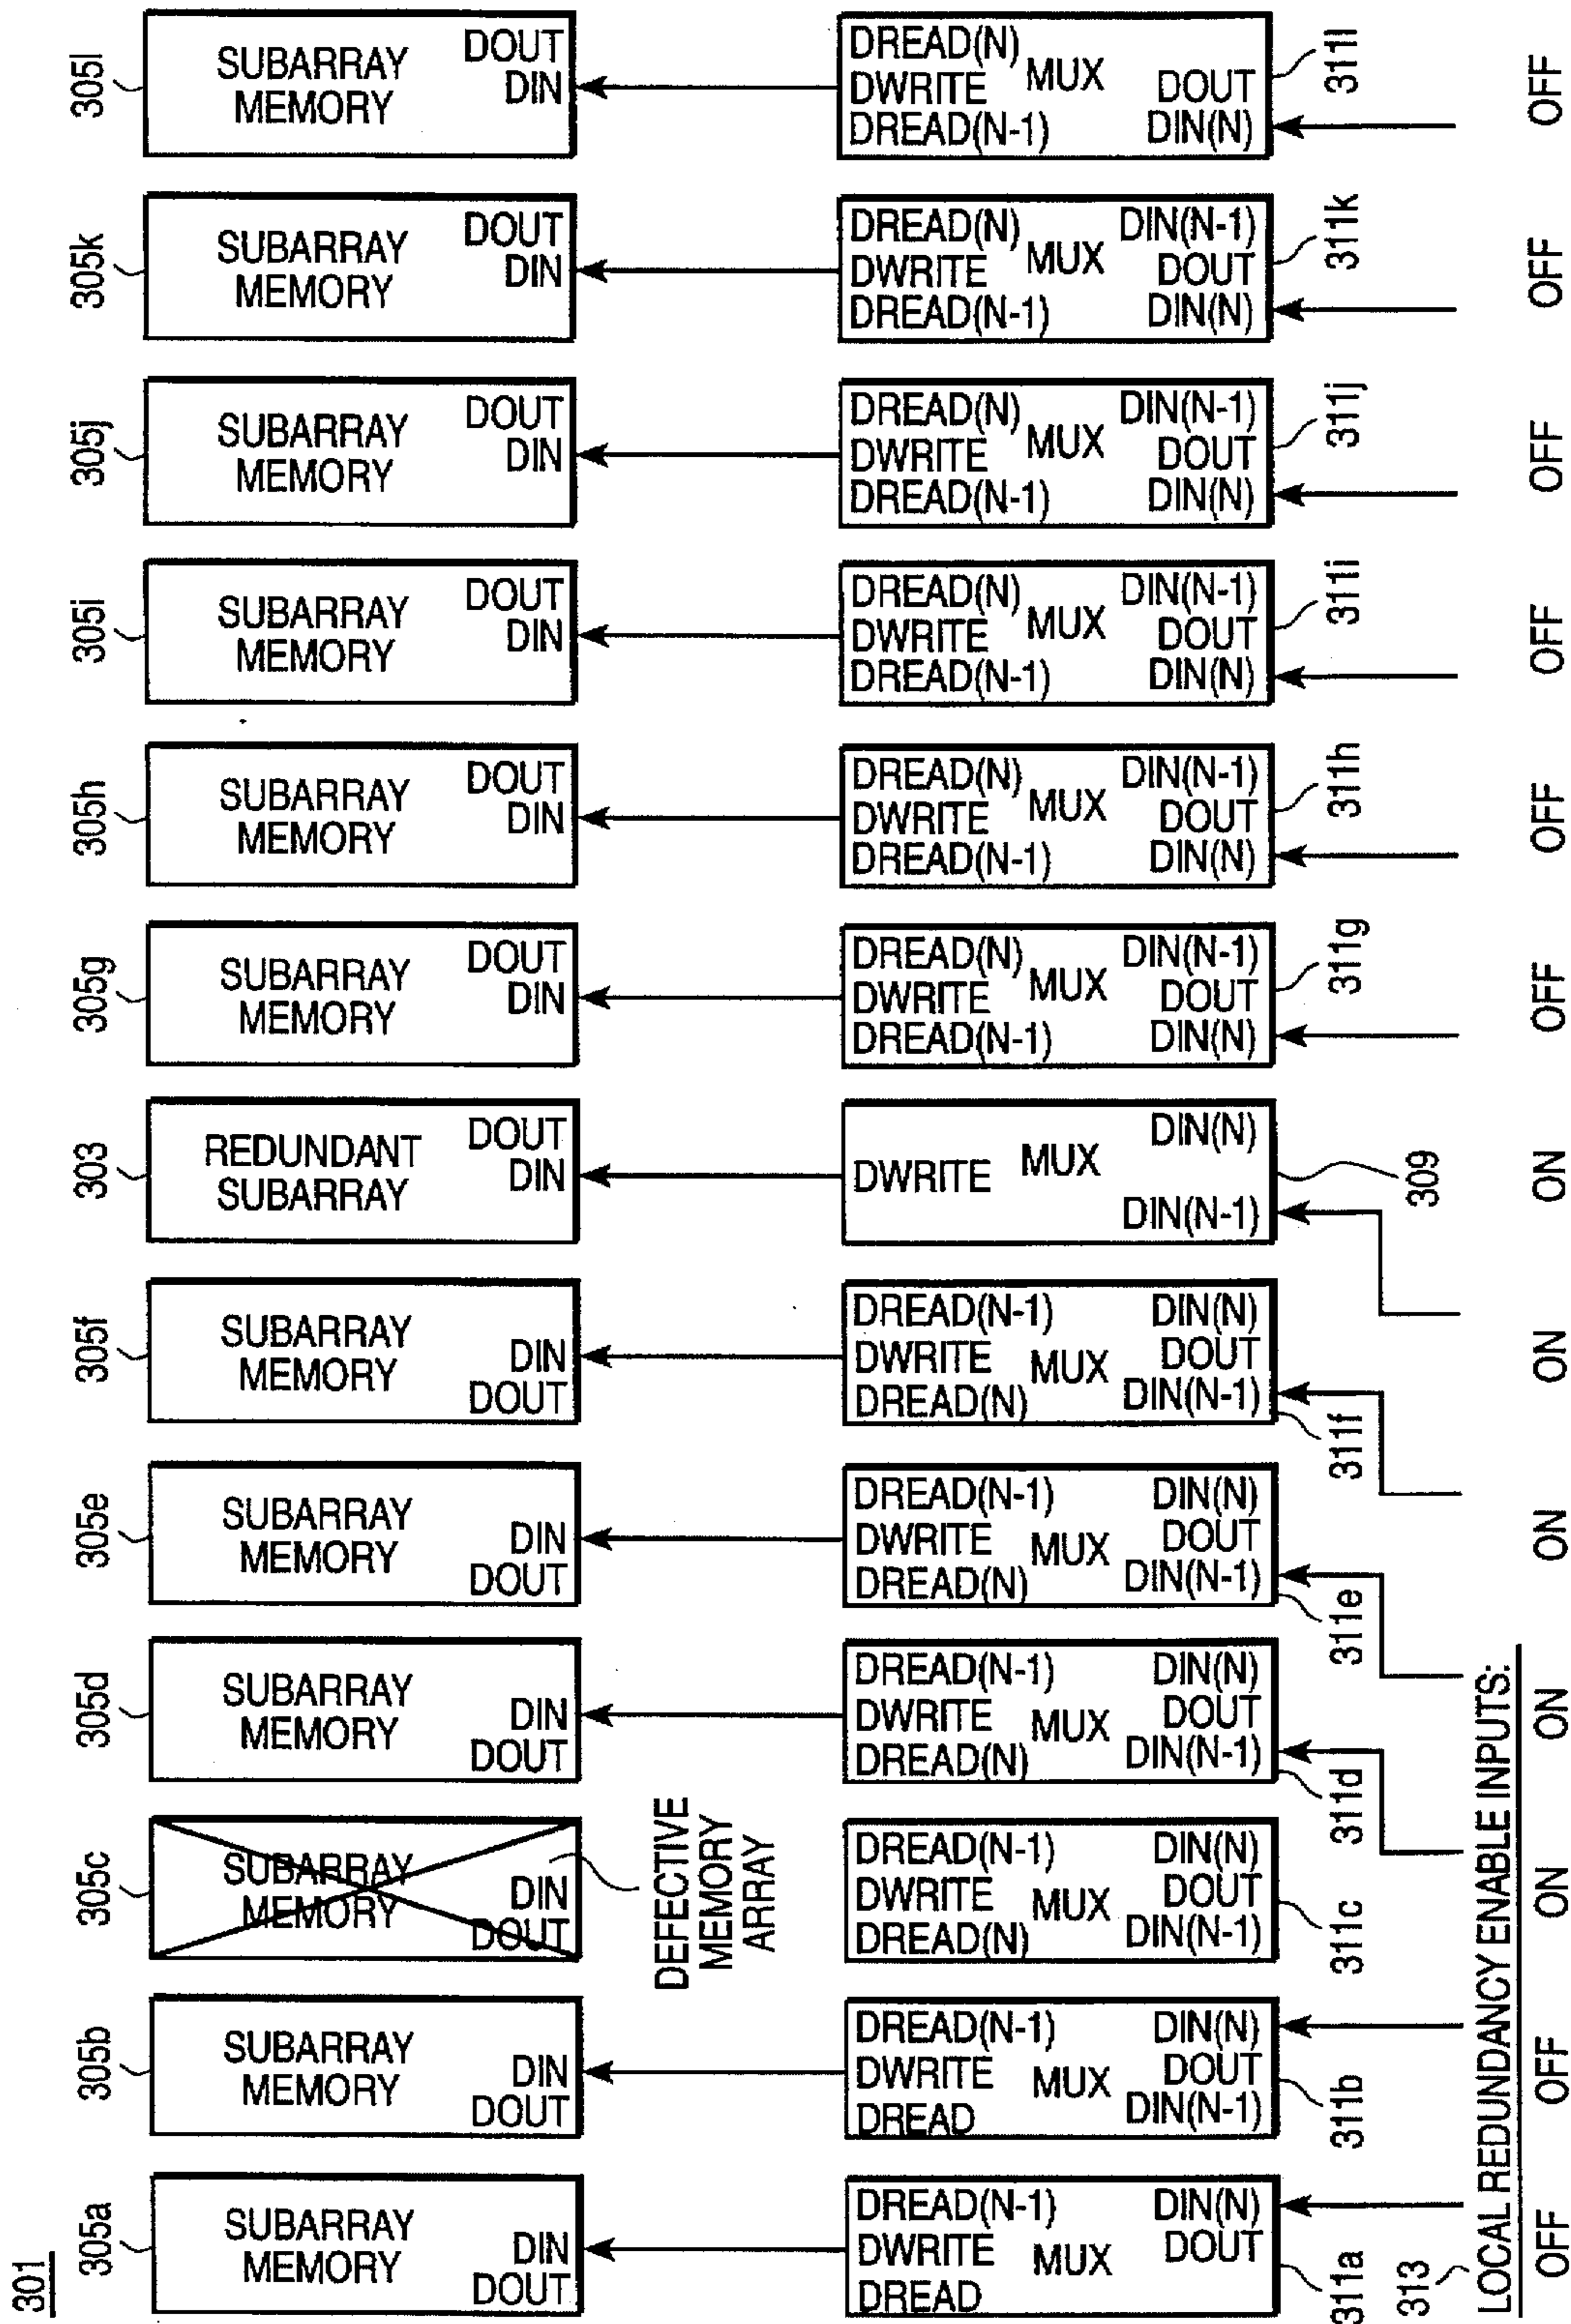 301
305a
305b
305c
305d
305e
305f
303
305g
305h
305i
305j
305k
305l
SUBARRAY
MEMORY
DIN
DOUT
SUBARRAY
MEMORY
DIN
DOUT
SUBARRAY
MEMORY
DIN
DOUT
SUBARRAY
MEMORY
DIN
DOUT
SUBARRAY
MEMORY
DIN
DOUT
SUBARRAY
MEMORY
DIN
DOUT
REDUNDANT
SUBARRAY
DOUT
DIN
SUBARRAY
MEMORY
DOUT
DIN
SUBARRAY
MEMORY
DOUT
DIN
SUBARRAY
MEMORY
DOUT
DIN
SUBARRAY
MEMORY
DOUT
DIN
SUBARRAY
MEMORY
DOUT
DIN
SUBARRAY
MEMORY
DOUT
DIN
DEFECTIVE
MEMORY
ARRAY
DREAD(N-1)
DWRITE
DREAD
MUX
DIN(N)
DOUT
DREAD(N-1)
DWRITE
DREAD
MUX
DIN(N)
DOUT
DIN(N-1)
DREAD(N-1)
DWRITE
DREAD(N)
MUX
DIN(N)
DOUT
DIN(N-1)
DREAD(N-1)
DWRITE
DREAD(N)
MUX
DIN(N)
DOUT
DIN(N-1)
DREAD(N-1)
DWRITE
DREAD(N)
MUX
DIN(N)
DOUT
DIN(N-1)
DREAD(N-1)
DWRITE
DREAD(N)
MUX
DIN(N)
DOUT
DIN(N-1)
DWRITE
MUX
DIN(N)
DIN(N-1)
DREAD(N)
DWRITE
DREAD(N-1)
MUX
DIN(N-1)
DOUT
DIN(N)
DREAD(N)
DWRITE
DREAD(N-1)
MUX
DIN(N-1)
DOUT
DIN(N)
DREAD(N)
DWRITE
DREAD(N-1)
MUX
DIN(N-1)
DOUT
DIN(N)
DREAD(N)
DWRITE
DREAD(N-1)
MUX
DIN(N-1)
DOUT
DIN(N)
DREAD(N)
DWRITE
DREAD(N-1)
MUX
DIN(N-1)
DOUT
DIN(N)
DREAD(N)
DWRITE
DREAD(N-1)
MUX
DOUT
DIN(N)
311a
311b
311c
311d
311e
311f
309
311g
311h
311i
311j
311k
311l
313
LOCAL REDUNDANCY ENABLE INPUTS:
OFF
OFF
ON
ON
ON
ON
ON
OFF
OFF
OFF
OFF
OFF
OFF